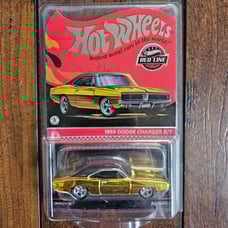 Hot Wheels
hottest metal cars in the world
RED LINE
1969 DODGE CHARGER R/T